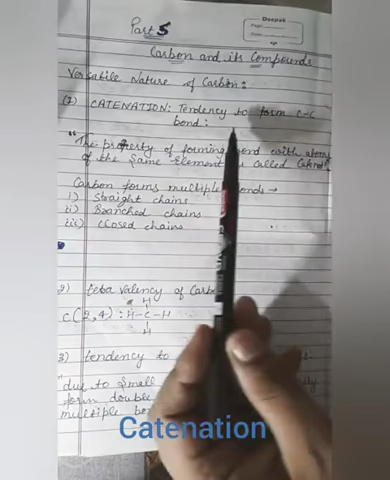 Part 5
Deepak
Page
Date
Carbon and its Compounds
Versatile Nature of Carbon:
(1) CATENATION: Tendency to form C-C
bond:
"The property of forming bond with atoms
of the Same Element is called
Carbon forms multiple
i) Straight chains
ii) Branched chains
iii) Closed chains
2) tetra valency of Carbo
H
C(2,4) : H-C-H
H
3) tendency to
"due to Small
form double
multiple
Catenation